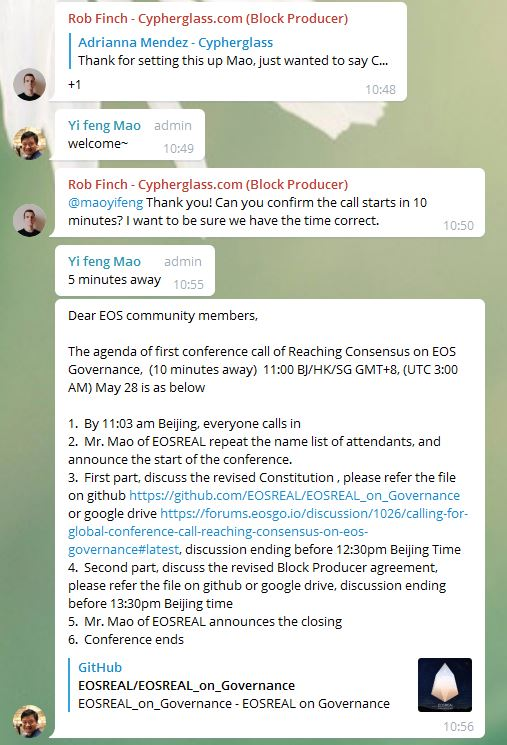 Rob Finch - Cypherglass.com (Block Producer)
Adrianna Mendez - Cypherglass
Thank for setting this up Mao, just wanted to say C...
+1
10:48
Yi feng Mao admin
welcome~
10:49
Rob Finch - Cypherglass.com (Block Producer)
@maoyifeng Thank you! Can you confirm the call starts in 10
minutes? I want to be sure we have the time correct.
10:50
Yi feng Mao admin
5 minutes away
10:55
Dear EOS community members,
The agenda of first conference call of Reaching Consensus on EOS
Governance, (10 minutes away) 11:00 BJ/HK/SG GMT+8, (UTC 3:00
AM) May 28 is as below
1. By 11:03 am Beijing, everyone calls in
2. Mr. Mao of EOSREAL repeat the name list of attendants, and
announce the start of the conference.
3. First part, discuss the revised Constitution , please refer the file
on github https://github.com/EOSREAL/EOSREAL_on_Governance
or google drive https://forums.eosgo.io/discussion/1026/calling-for-
global-conference-call-reaching-consensus-on-eos-
governance#latest, discussion ending before 12:30pm Beijing Time
4. Second part, discuss the revised Block Producer agreement,
please refer the file on github or google drive, discussion ending
before 13:30pm Beijing time
5. Mr. Mao of EOSREAL announces the closing
6. Conference ends
GitHub
EOSREAL/EOSREAL_on_Governance
EOSREAL_on_Governance - EOSREAL on Governance
EOSREAL
10:56